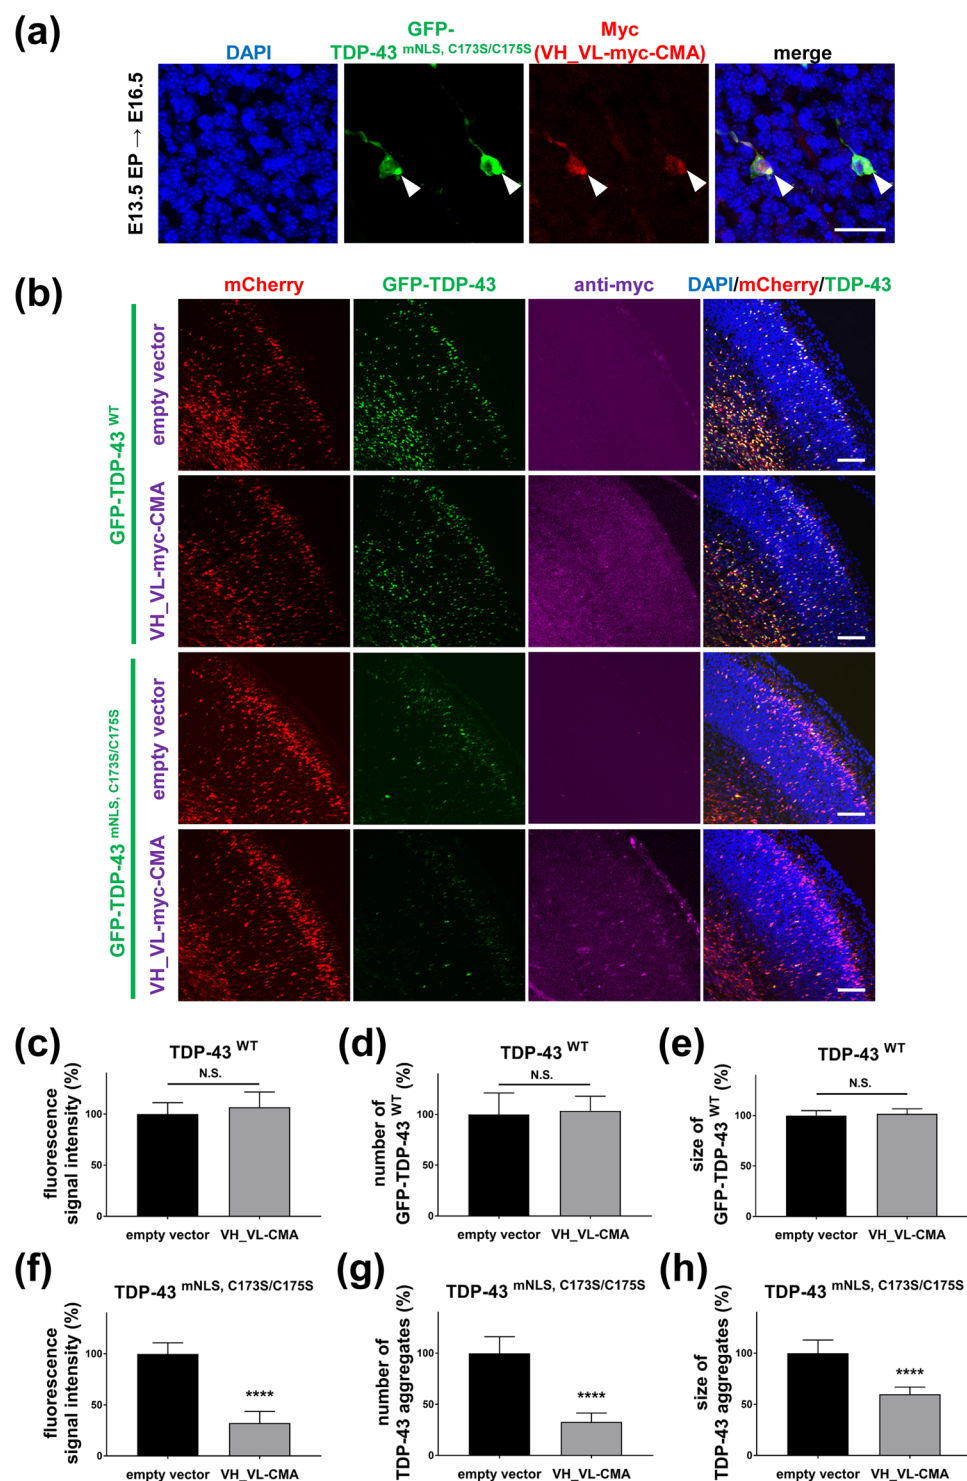 (a)
DAPI
GFP-
TDP-43 mNLS, C173S/C175S
Myc
(VH_VL-myc-CMA)
merge
E13.5 EP → E16.5
(b)
mCherry
GFP-TDP-43
anti-myc
DAPI/mCherry/TDP-43
GFP-TDP-43 WT
empty vector
VH_VL-myc-CMA
GFP-TDP-43 mNLS, C173S/C175S
empty vector
VH_VL-myc-CMA
(c)
TDP-43 WT
N.S.
fluorescence
signal intensity (%)
100
50
0
empty vector
VH_VL-CMA
(d)
TDP-43 WT
N.S.
number of
GFP-TDP-43 WT (%)
100
50
0
empty vector
VH_VL-CMA
(e)
TDP-43 WT
N.S.
size of
GFP-TDP-43 WT (%)
100
50
0
empty vector
VH_VL-CMA
(f)
TDP-43 mNLS, C173S/C175S
fluorescence
signal intensity (%)
100
50
0
****
empty vector
VH_VL-CMA
(g)
TDP-43 mNLS, C173S/C175S
number of
TDP-43 aggregates (%)
100
50
0
****
empty vector
VH_VL-CMA
(h)
TDP-43 mNLS, C173S/C175S
size of
TDP-43 aggregates (%)
100
50
0
****
empty vector
VH_VL-CMA